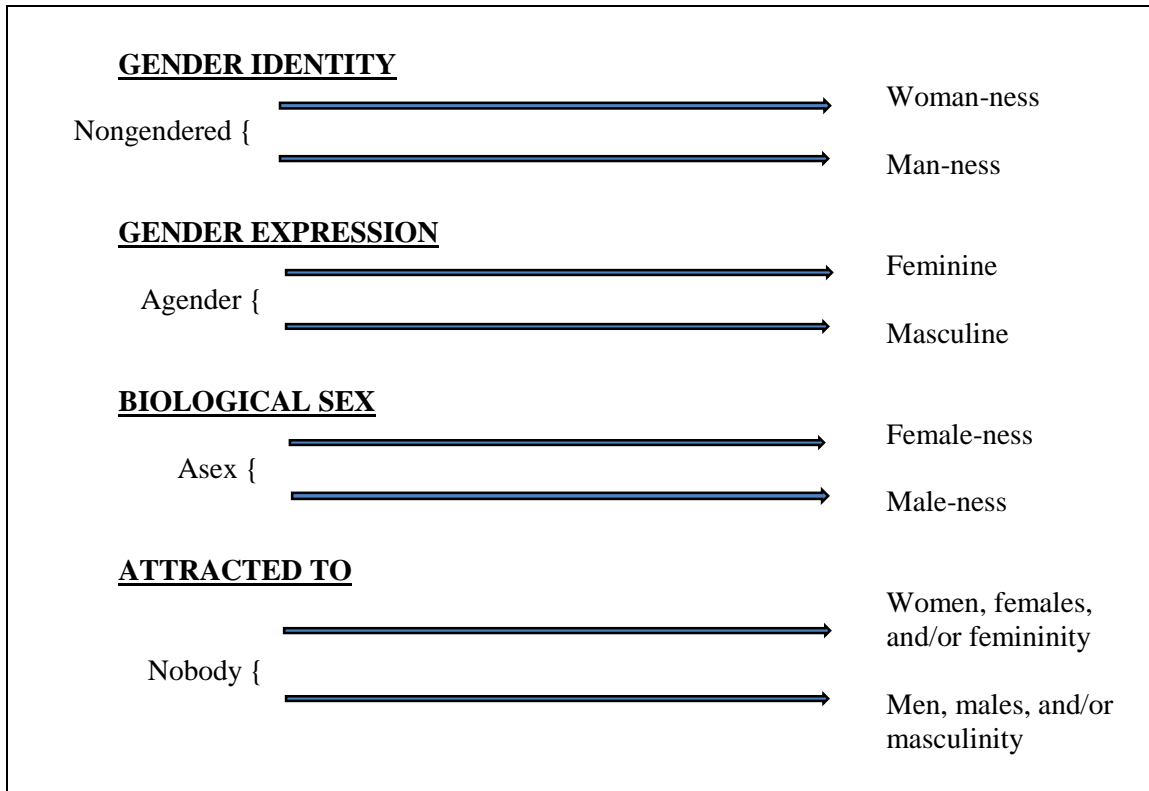 GENDER IDENTITY
Woman-ness
Nongendered {
Man-ness
GENDER EXPRESSION
Feminine
Agender {
Masculine
BIOLOGICAL SEX
Female-ness
Asex {
Male-ness
ATTRACTED TO
Women, females,
and/or femininity
Nobody {
Men, males, and/or
masculinity